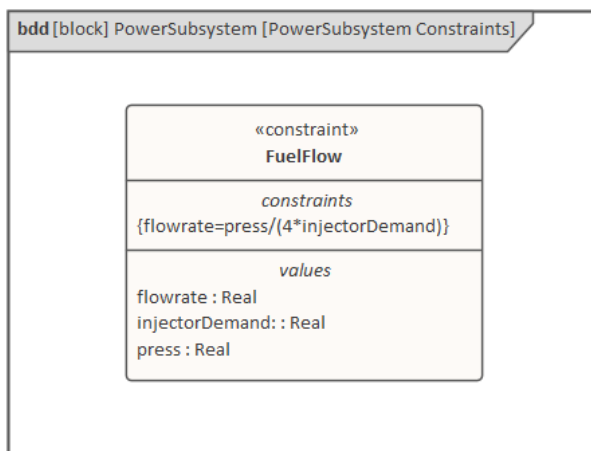 bdd [block] PowerSubsystem [PowerSubsystem Constraints]
«constraint»
FuelFlow
constraints
{flowrate=press/(4*injectorDemand)}
values
flowrate : Real
injectorDemand: : Real
press : Real